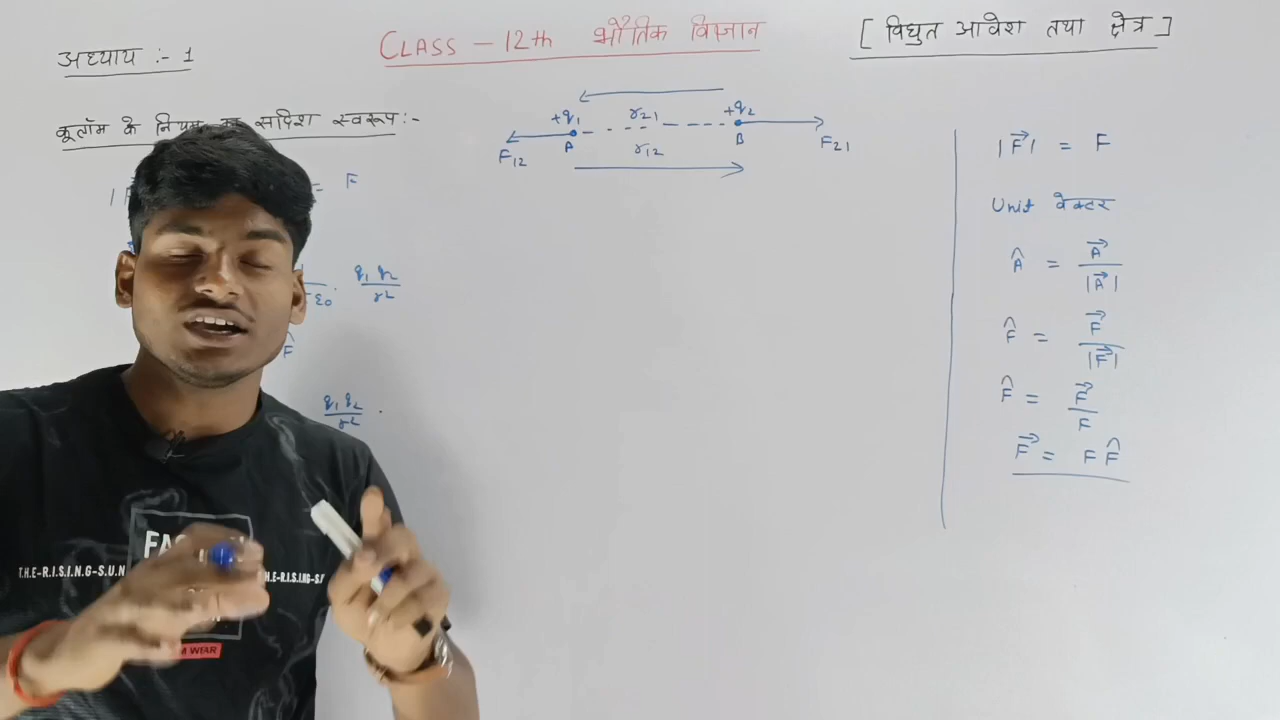 अध्याय :- 1
CLASS – 12th भौतिक विज्ञान
[ विद्युत आवेश तथा क्षेत्र ]
कूलॉम के नियम का सदिश स्वरूप :-
= F
q₁ q₂ / r²
F̂
q₁ q₂ / r² .
+q₁ r₂₁ +q₂
F₁₂ A r₁₂ B F₂₁
|F⃗| = F
Unit वेक्टर
Â = A⃗ / |A⃗|
F̂ = F⃗ / |F⃗|
F̂ = F⃗ / F
F⃗ = F F̂
T.H.E-R.I.S.I.N.G-S.U.N
H.E-R.I.S.I.N.G-S
WEAR